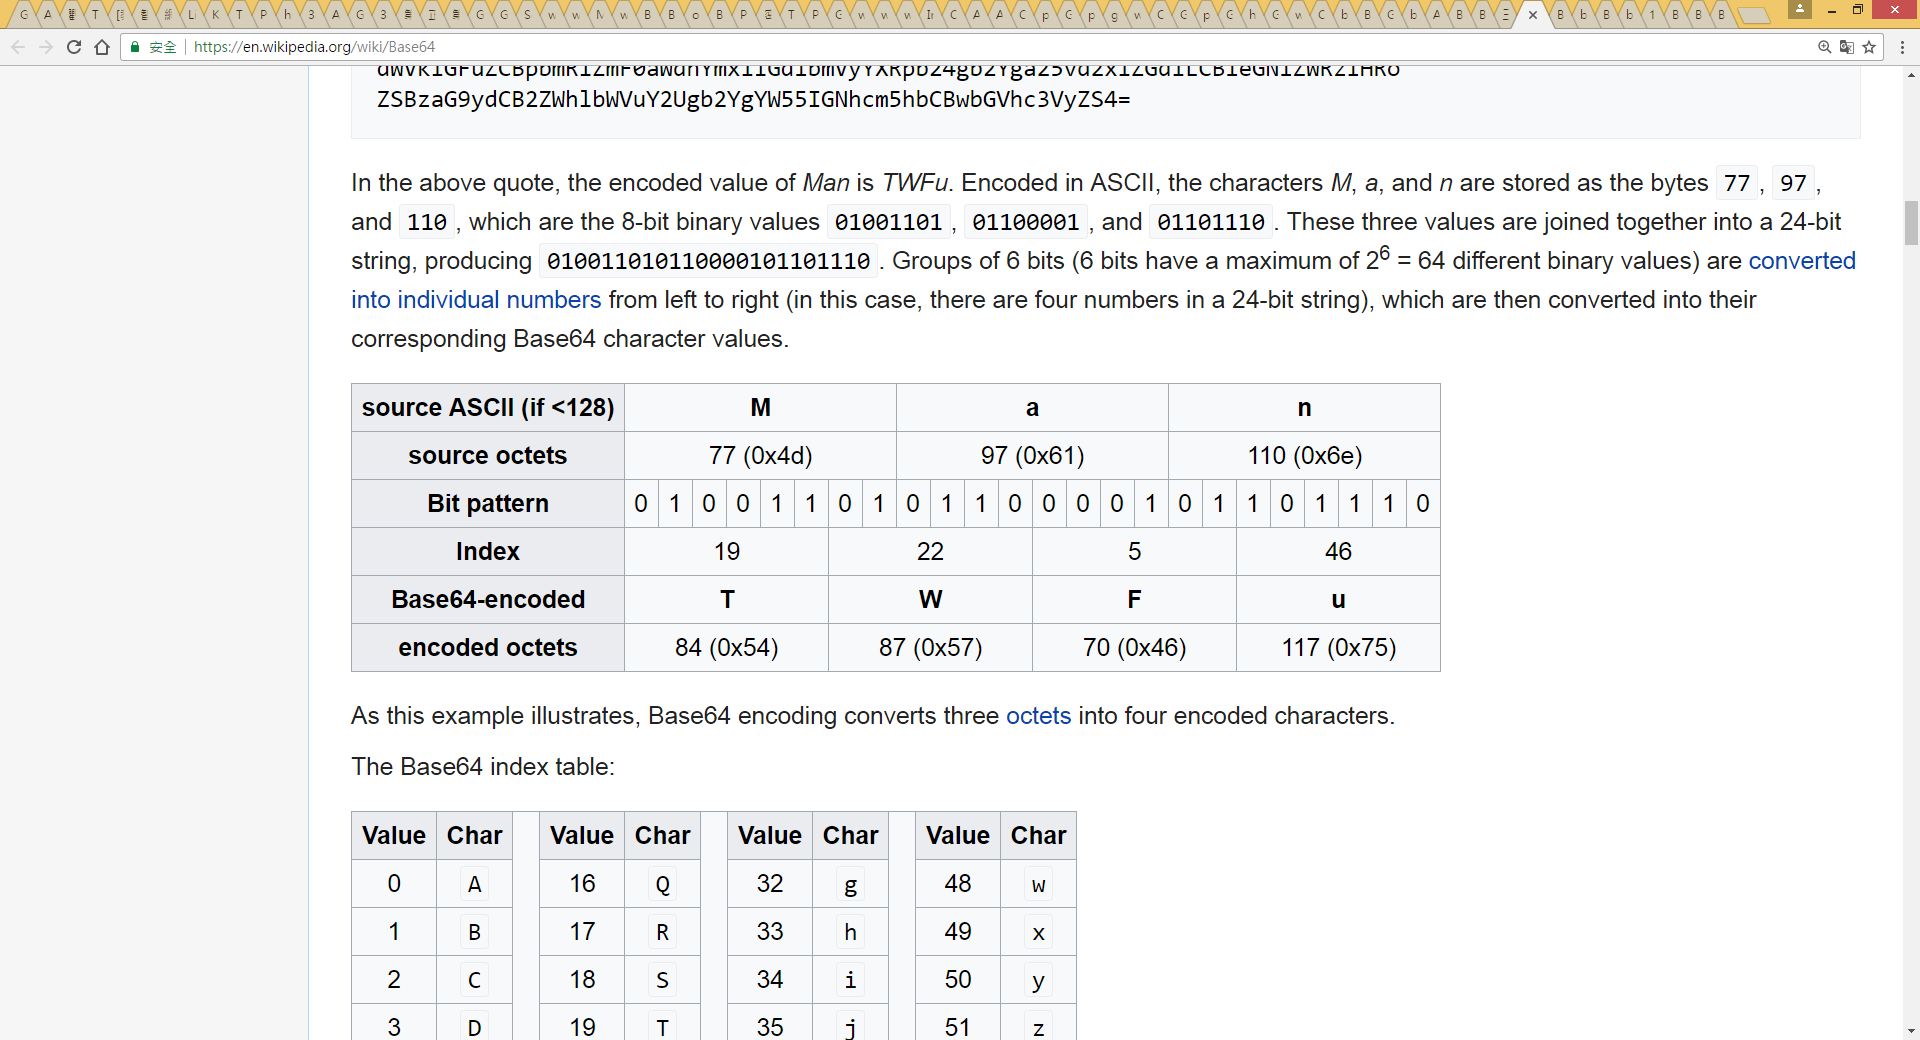 安全 https://en.wikipedia.org/wiki/Base64
ZSBzaG9ydCB2ZWhlbWVuY2Ugb2YgYW55IGNhcm5hbCBwbGVhc3VyZS4=
In the above quote, the encoded value of Man is TWFu. Encoded in ASCII, the characters M, a, and n are stored as the bytes 77 , 97 ,
and 110 , which are the 8-bit binary values 01001101 , 01100001 , and 01101110 . These three values are joined together into a 24-bit
string, producing 010011010110000101101110 . Groups of 6 bits (6 bits have a maximum of 2⁶ = 64 different binary values) are converted
into individual numbers from left to right (in this case, there are four numbers in a 24-bit string), which are then converted into their
corresponding Base64 character values.
source ASCII (if <128) M a n
source octets 77 (0x4d) 97 (0x61) 110 (0x6e)
Bit pattern 0 1 0 0 1 1 0 1 0 1 1 0 0 0 0 1 0 1 1 0 1 1 1 0
Index 19 22 5 46
Base64-encoded T W F u
encoded octets 84 (0x54) 87 (0x57) 70 (0x46) 117 (0x75)
As this example illustrates, Base64 encoding converts three octets into four encoded characters.
The Base64 index table:
Value Char Value Char Value Char Value Char
0 A 16 Q 32 g 48 w
1 B 17 R 33 h 49 x
2 C 18 S 34 i 50 y
3 D 19 T 35 j 51 z